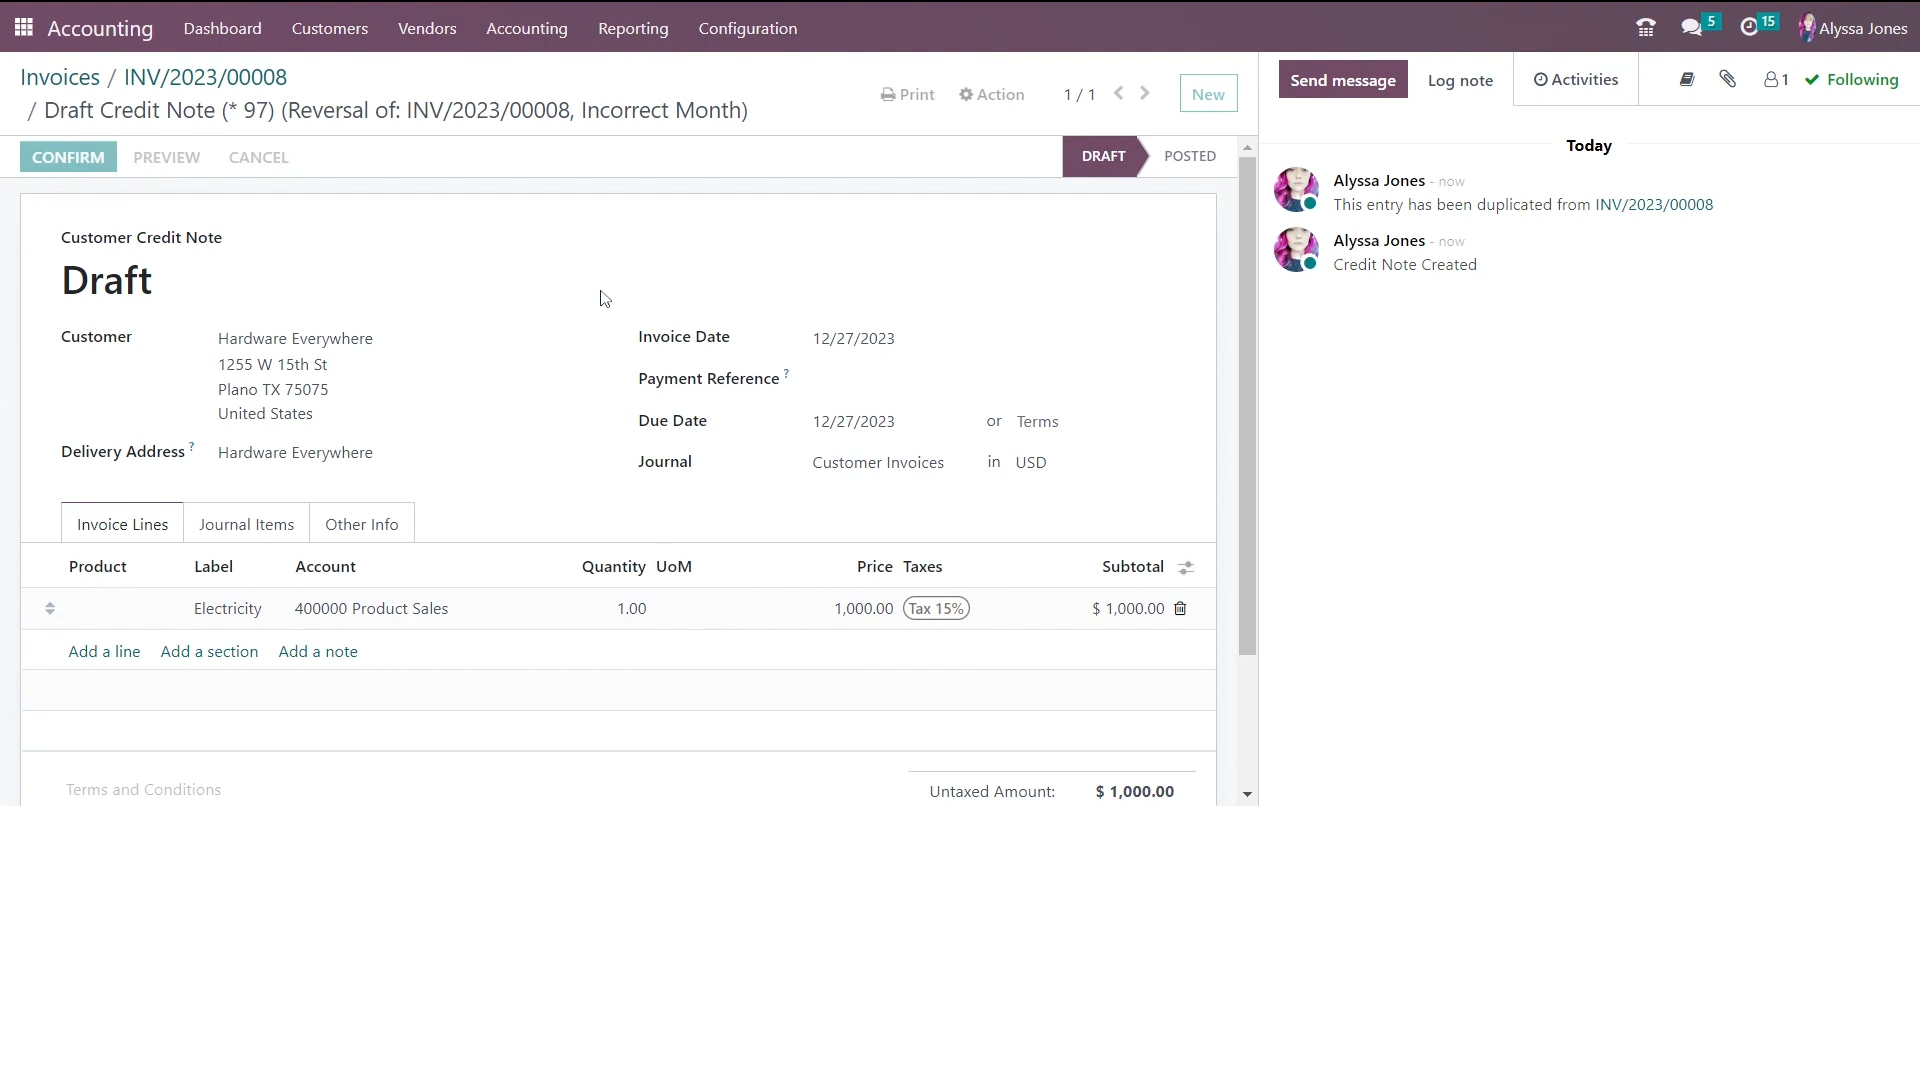 Accounting Dashboard Customers Vendors Accounting Reporting Configuration 5 15 Alyssa Jones
Invoices / INV/2023/00008
/ Draft Credit Note (* 97) (Reversal of: INV/2023/00008, Incorrect Month)
Print Action 1 / 1 New
Send message Log note Activities 1 Following
CONFIRM PREVIEW CANCEL DRAFT POSTED
Customer Credit Note
Draft
Customer Hardware Everywhere
1255 W 15th St
Plano TX 75075
United States
Delivery Address ? Hardware Everywhere
Invoice Date 12/27/2023
Payment Reference ?
Due Date 12/27/2023 or Terms
Journal Customer Invoices in USD
Invoice Lines Journal Items Other Info
Product Label Account Quantity UoM Price Taxes Subtotal
Electricity 400000 Product Sales 1.00 1,000.00 Tax 15% $ 1,000.00
Add a line Add a section Add a note
Terms and Conditions
Untaxed Amount: $ 1,000.00
Today
Alyssa Jones - now
This entry has been duplicated from INV/2023/00008
Alyssa Jones - now
Credit Note Created